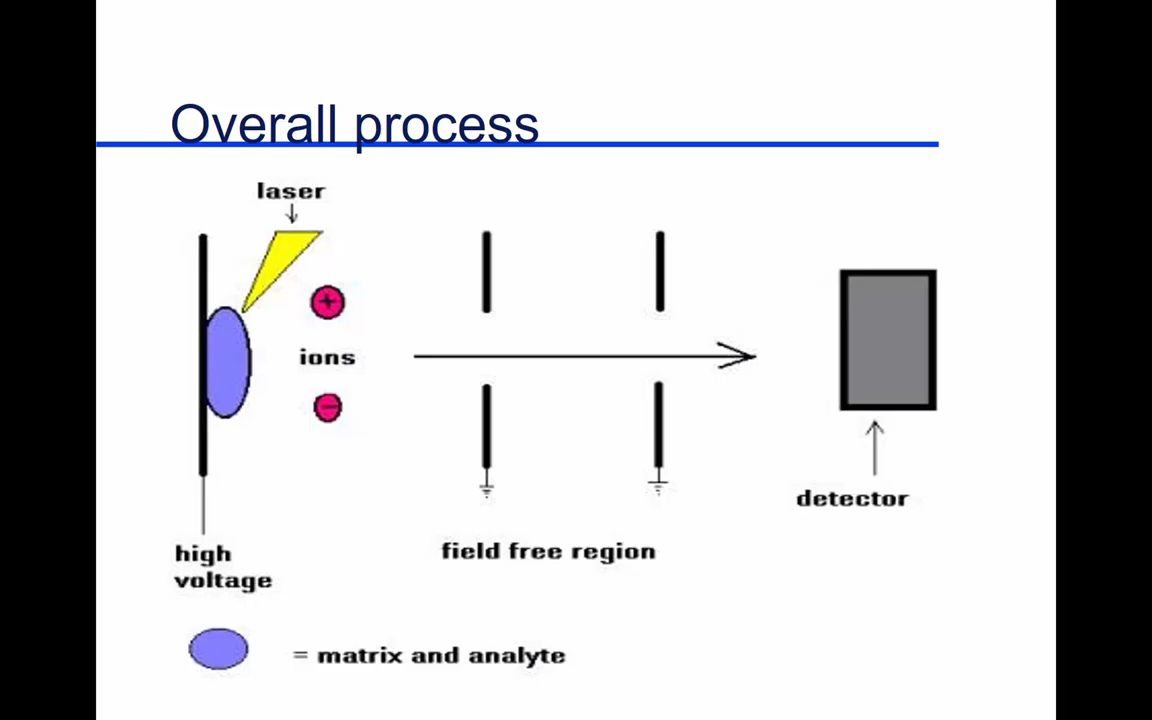 Overall process
laser
+
ions
−
field free region
detector
high
voltage
= matrix and analyte